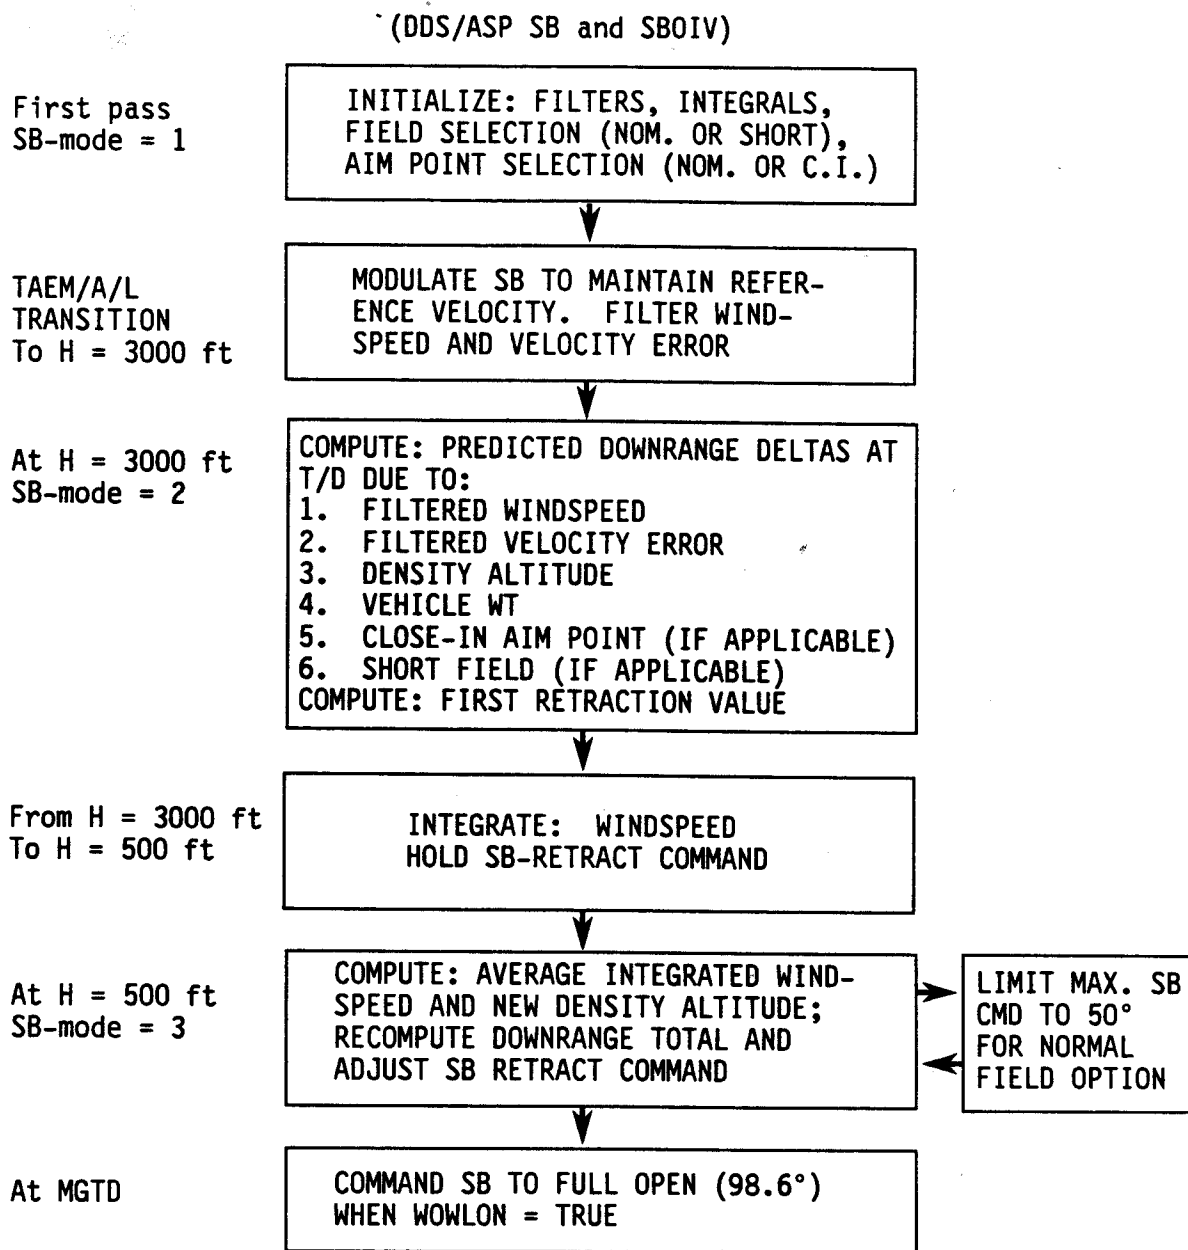 (DDS/ASP SB and SBOIV)
First pass
SB-mode = 1
INITIALIZE: FILTERS, INTEGRALS,
FIELD SELECTION (NOM. OR SHORT),
AIM POINT SELECTION (NOM. OR C.I.)
TAEM/A/L
TRANSITION
To H = 3000 ft
MODULATE SB TO MAINTAIN REFER-
ENCE VELOCITY. FILTER WIND-
SPEED AND VELOCITY ERROR
At H = 3000 ft
SB-mode = 2
COMPUTE: PREDICTED DOWNRANGE DELTAS AT
T/D DUE TO:
1. FILTERED WINDSPEED
2. FILTERED VELOCITY ERROR
3. DENSITY ALTITUDE
4. VEHICLE WT
5. CLOSE-IN AIM POINT (IF APPLICABLE)
6. SHORT FIELD (IF APPLICABLE)
COMPUTE: FIRST RETRACTION VALUE
From H = 3000 ft
To H = 500 ft
INTEGRATE: WINDSPEED
HOLD SB-RETRACT COMMAND
At H = 500 ft
SB-mode = 3
COMPUTE: AVERAGE INTEGRATED WIND-
SPEED AND NEW DENSITY ALTITUDE;
RECOMPUTE DOWNRANGE TOTAL AND
ADJUST SB RETRACT COMMAND
LIMIT MAX. SB
CMD TO 50°
FOR NORMAL
FIELD OPTION
At MGTD
COMMAND SB TO FULL OPEN (98.6°)
WHEN WOWLON = TRUE